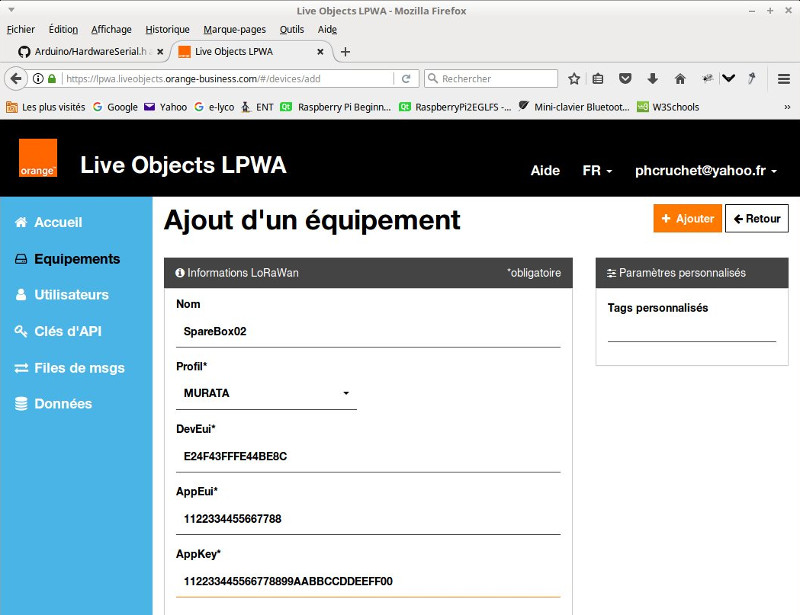 Live Objects LPWA - Mozilla Firefox
Fichier Édition Affichage Historique Marque-pages Outils Aide
Arduino/HardwareSerial.h a Live Objects LPWA
https://lpwa.liveobjects.orange-business.com/#/devices/add Rechercher
Les plus visités Google Yahoo e-lyco ENT Raspberry Pi Beginn... RaspberryPi2EGLFS -... Mini-clavier Bluetoot... W3Schools
orange™ Live Objects LPWA Aide FR phcruchet@yahoo.fr
Accueil
Equipements
Utilisateurs
Clés d'API
Files de msgs
Données
Ajout d'un équipement
+ Ajouter Retour
Informations LoRaWan *obligatoire
Nom
SpareBox02
Profil*
MURATA
DevEui*
E24F43FFFE44BE8C
AppEui*
1122334455667788
AppKey*
112233445566778899AABBCCDDEEFF00
Paramètres personnalisés
Tags personnalisés